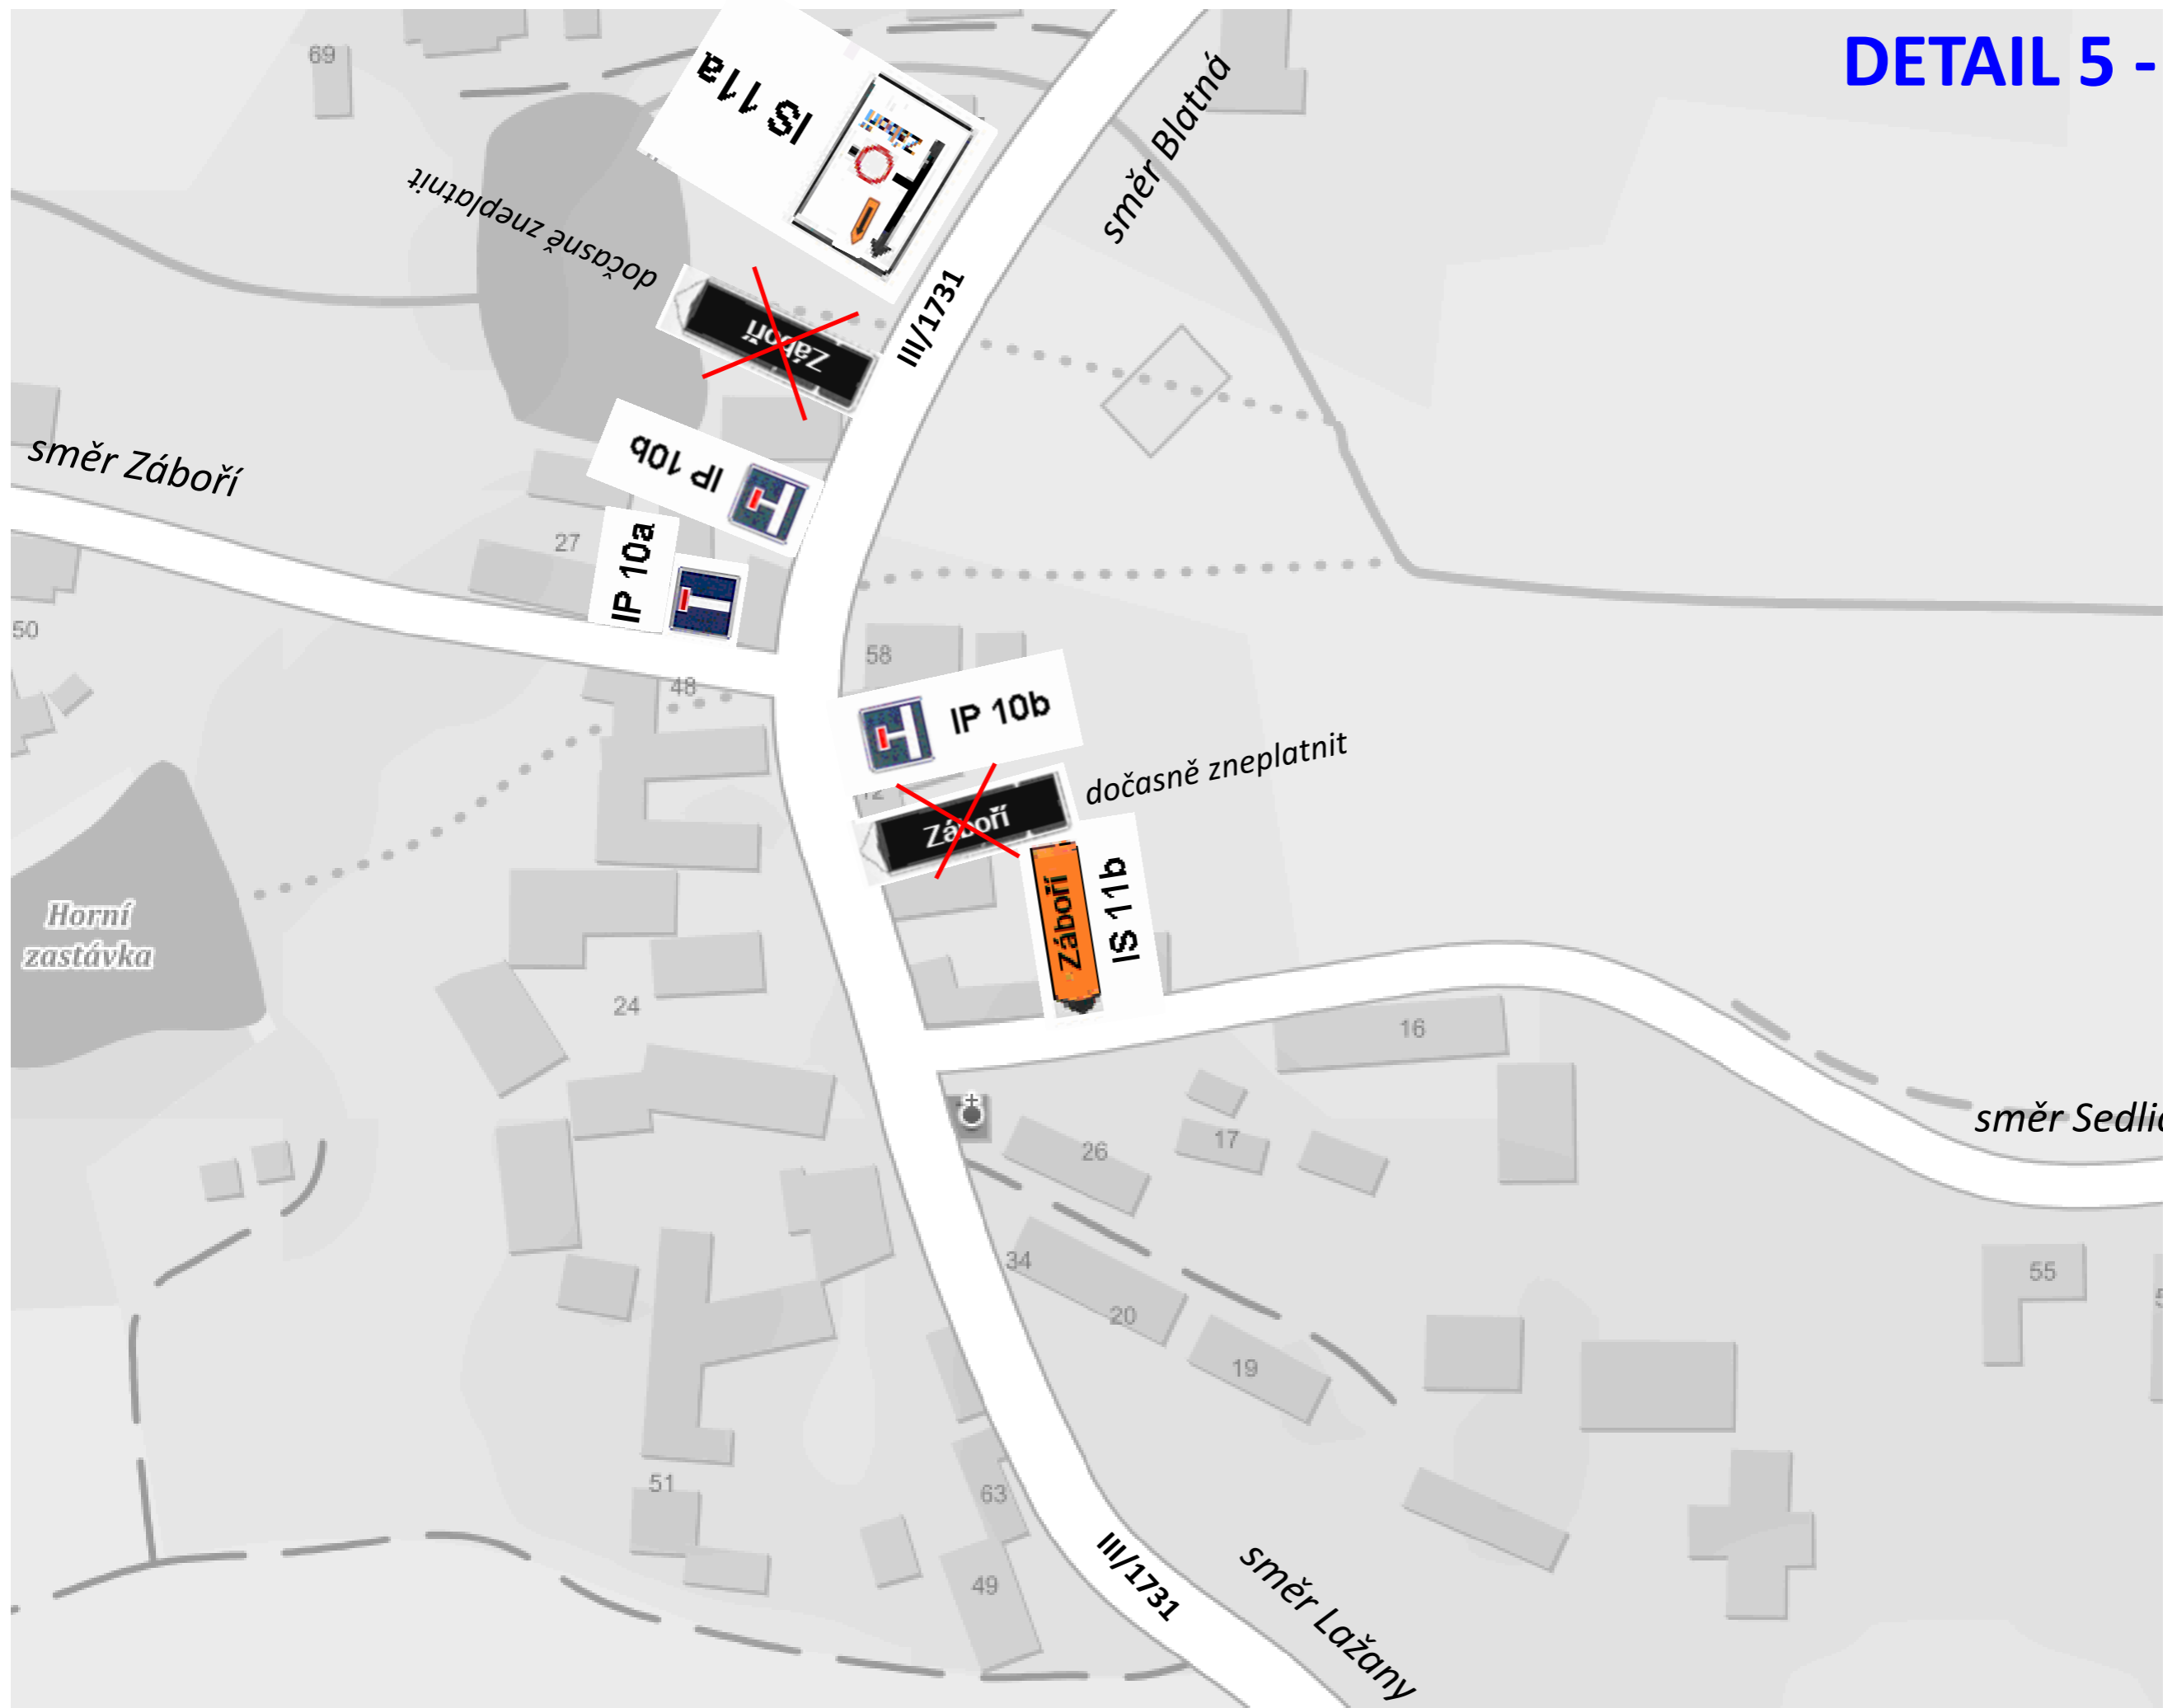 DETAIL 5 -
69
IS 11a
směr Blatná
dočasně zneplatnit
III/1731
Záboří
IP 10b
směr Záboří
27
IP 10a
50
58
48
IP 10b
12
dočasně zneplatnit
Záboří
Záboří
IS 11b
Horní
zastávka
24
16
směr
26
17
34
20
55
19
51
63
49
III/1731
směr Lažany